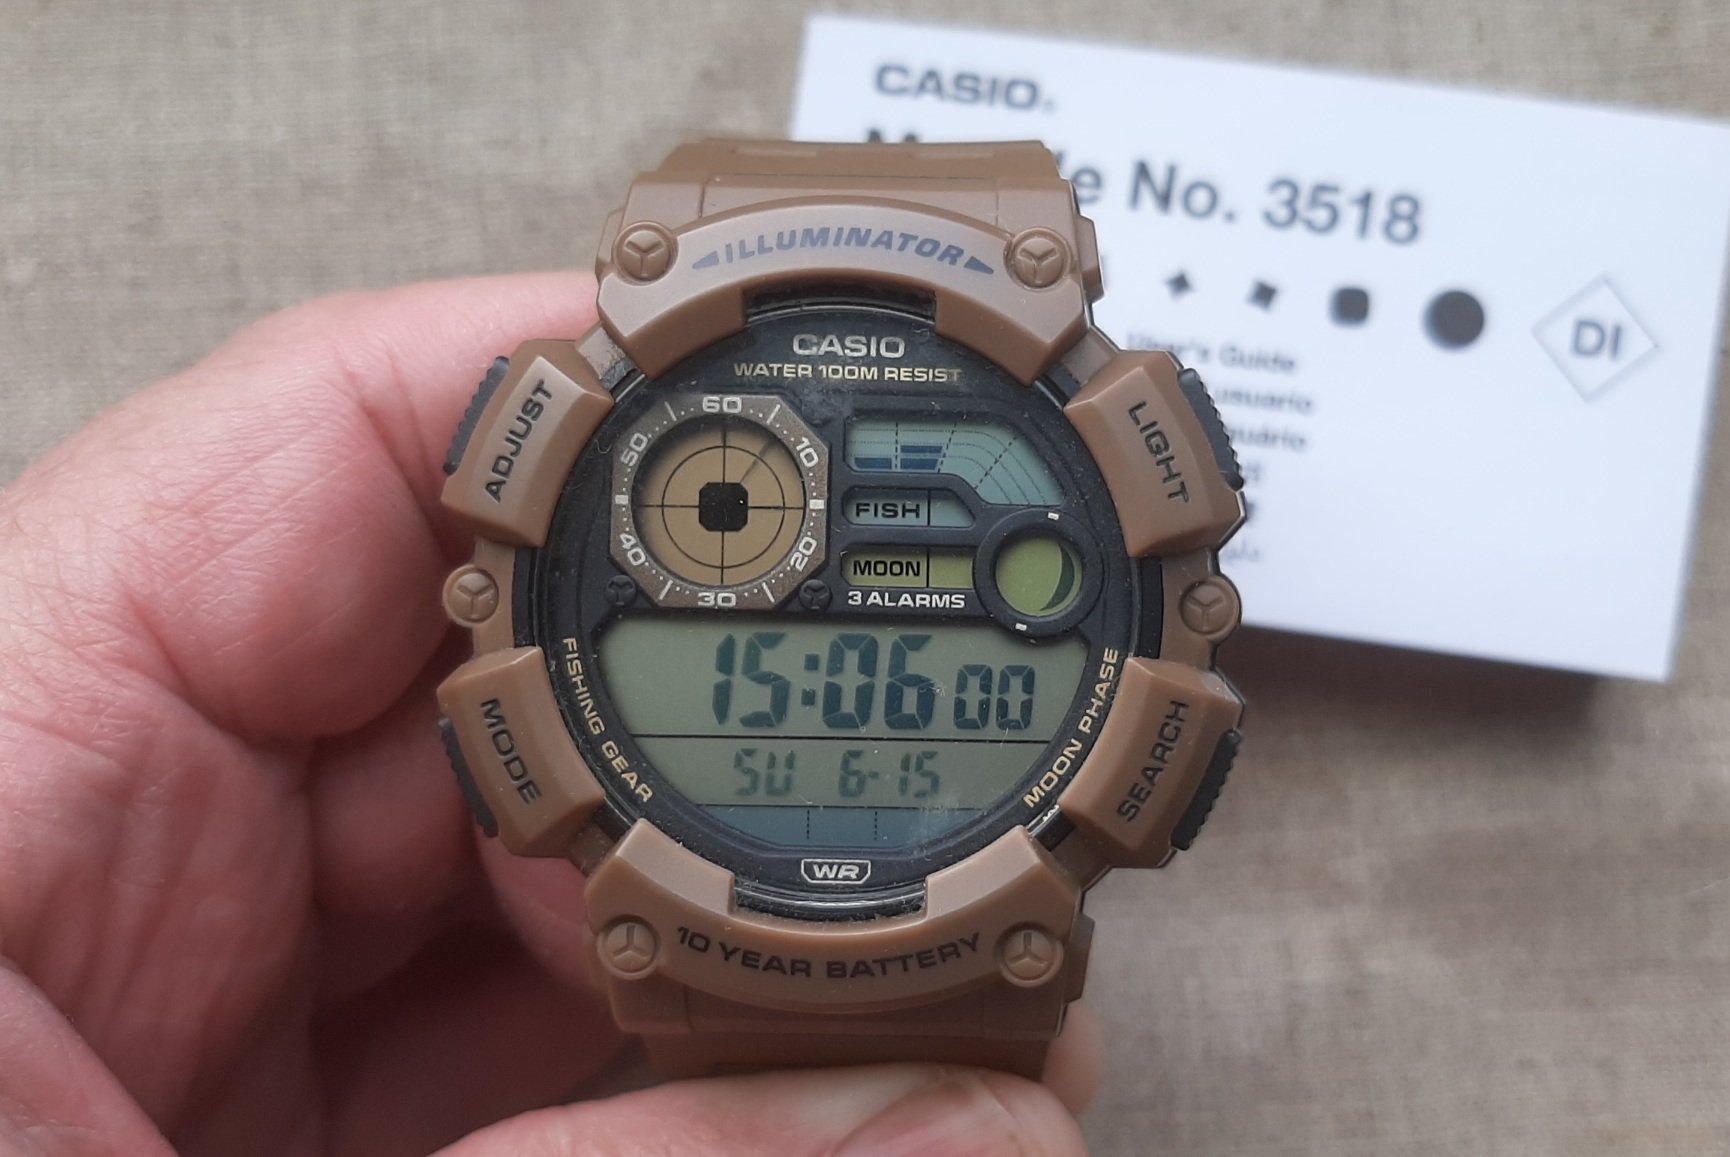 CASIO
No. 3518
DI
User's Guide
usuario
ILLUMINATOR
CASIO
WATER 100M RESIST
ADJUST
LIGHT
60
50
10
40
20
30
FISH
MOON
3 ALARMS
15:06 00
SU 6-15
FISHING GEAR
MOON PHASE
MODE
SEARCH
WR
10 YEAR BATTERY